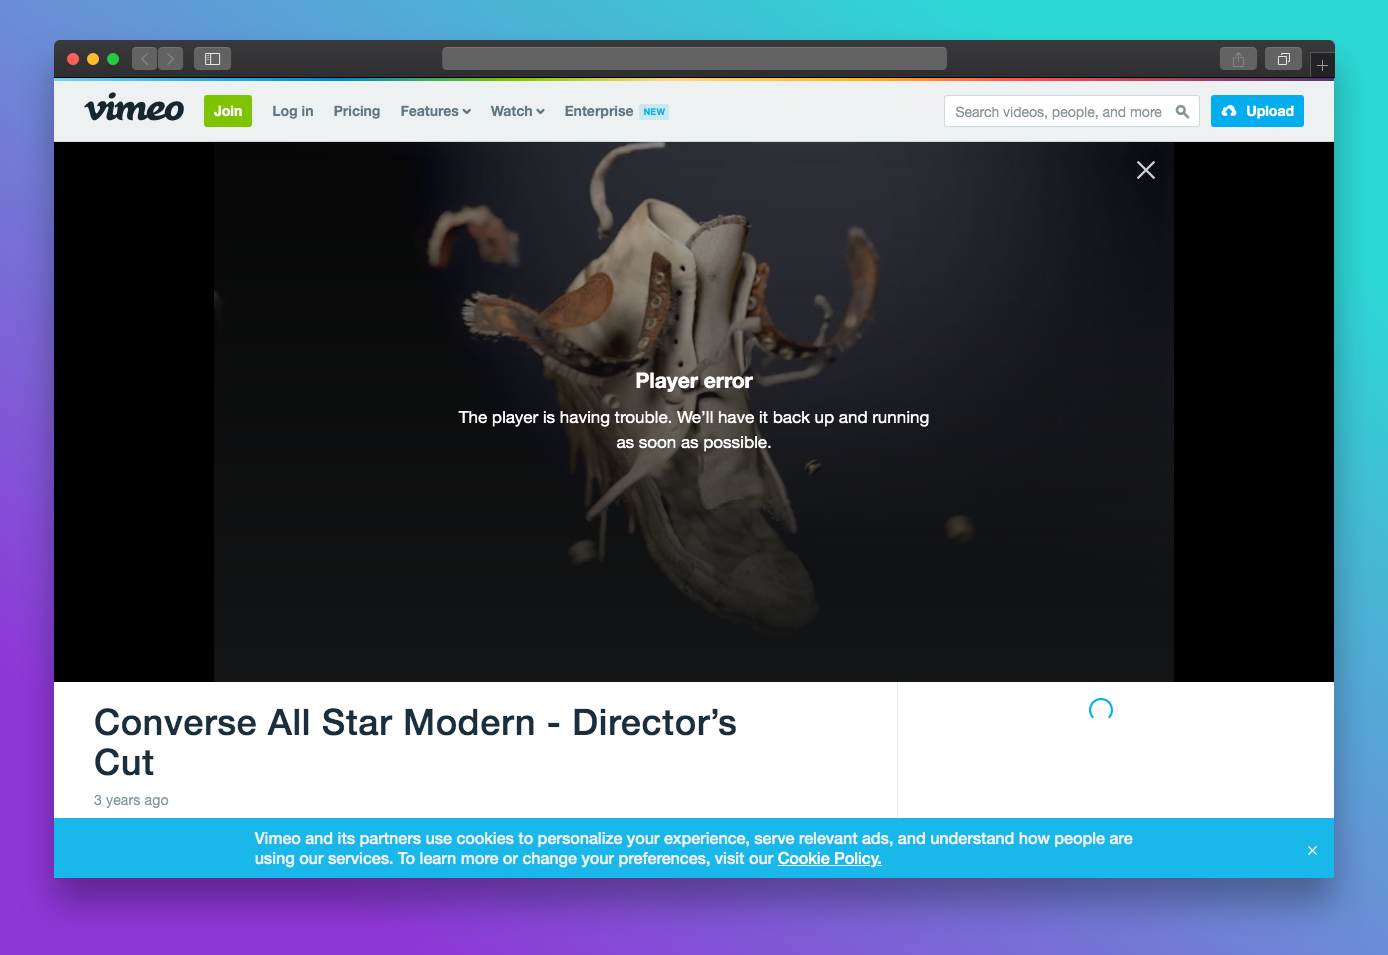 vimeo
Join
Log in
Pricing
Features
Watch
Enterprise NEW
Search videos, people, and more
Upload
Player error
The player is having trouble. We’ll have it back up and running
as soon as possible.
Converse All Star Modern - Director’s
Cut
3 years ago
Vimeo and its partners use cookies to personalize your experience, serve relevant ads, and understand how people are
using our services. To learn more or change your preferences, visit our Cookie Policy.